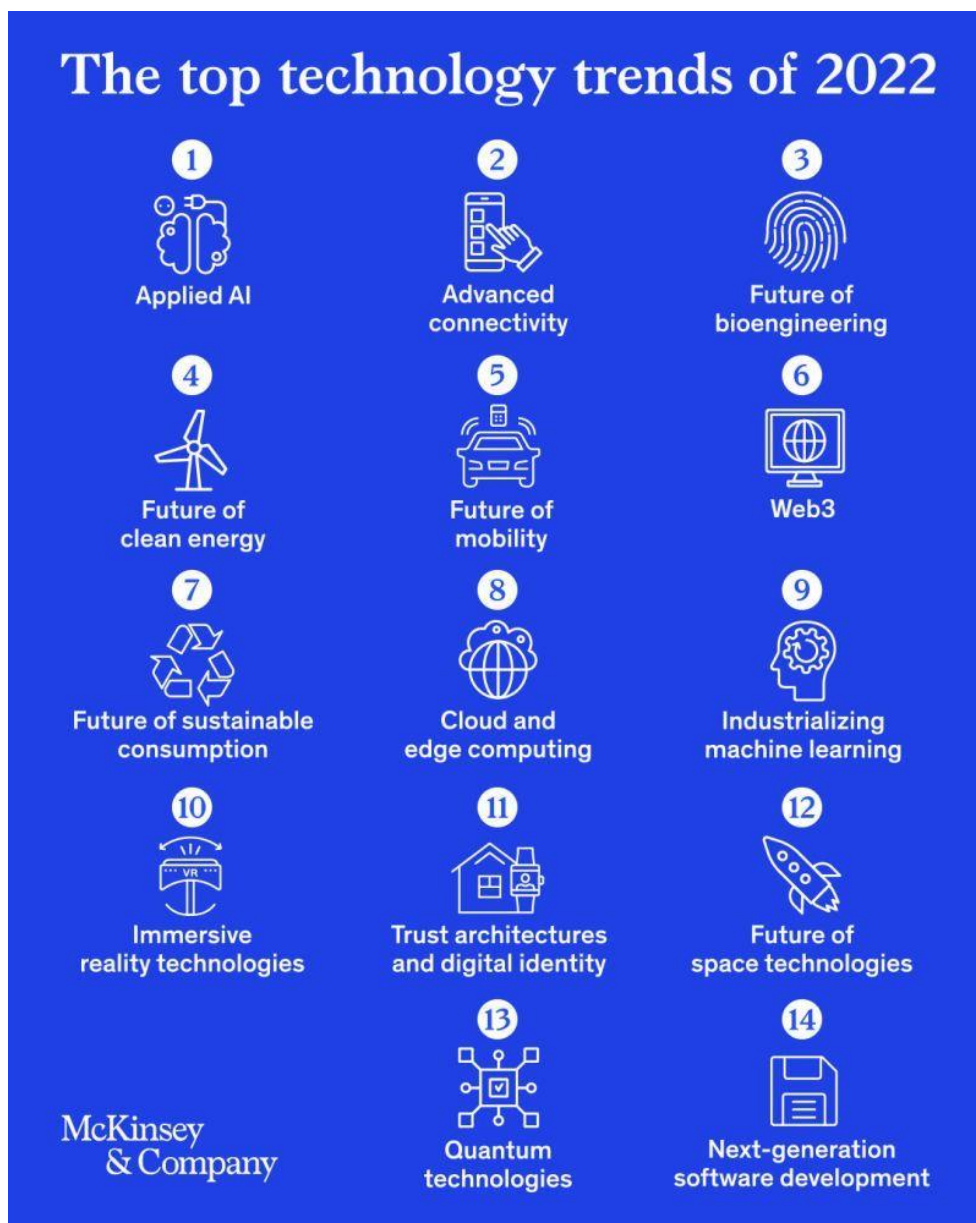 The top technology trends of 2022
1
Applied AI
2
Advanced
connectivity
3
Future of
bioengineering
4
Future of
clean energy
5
Future of
mobility
6
Web3
7
Future of sustainable
consumption
8
Cloud and
edge computing
9
Industrializing
machine learning
10
VR
Immersive
reality technologies
11
Trust architectures
and digital identity
12
Future of
space technologies
13
Quantum
technologies
14
Next-generation
software development
McKinsey
& Company